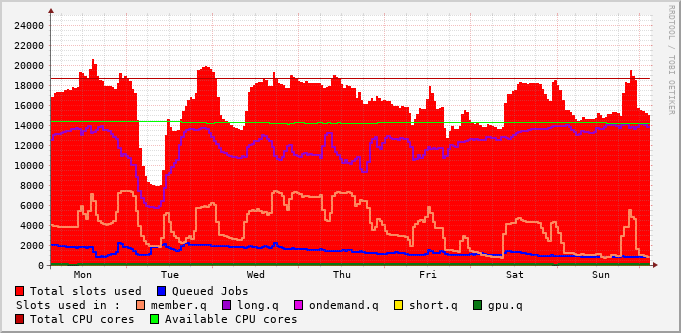 RRDTOOL / TOBI OETIKER
24000
22000
20000
18000
16000
14000
12000
10000
8000
6000
4000
2000
0
Mon Tue Wed Thu Fri Sat Sun
Total slots used Queued Jobs
Slots used in : member.q long.q ondemand.q short.q gpu.q
Total CPU cores Available CPU cores